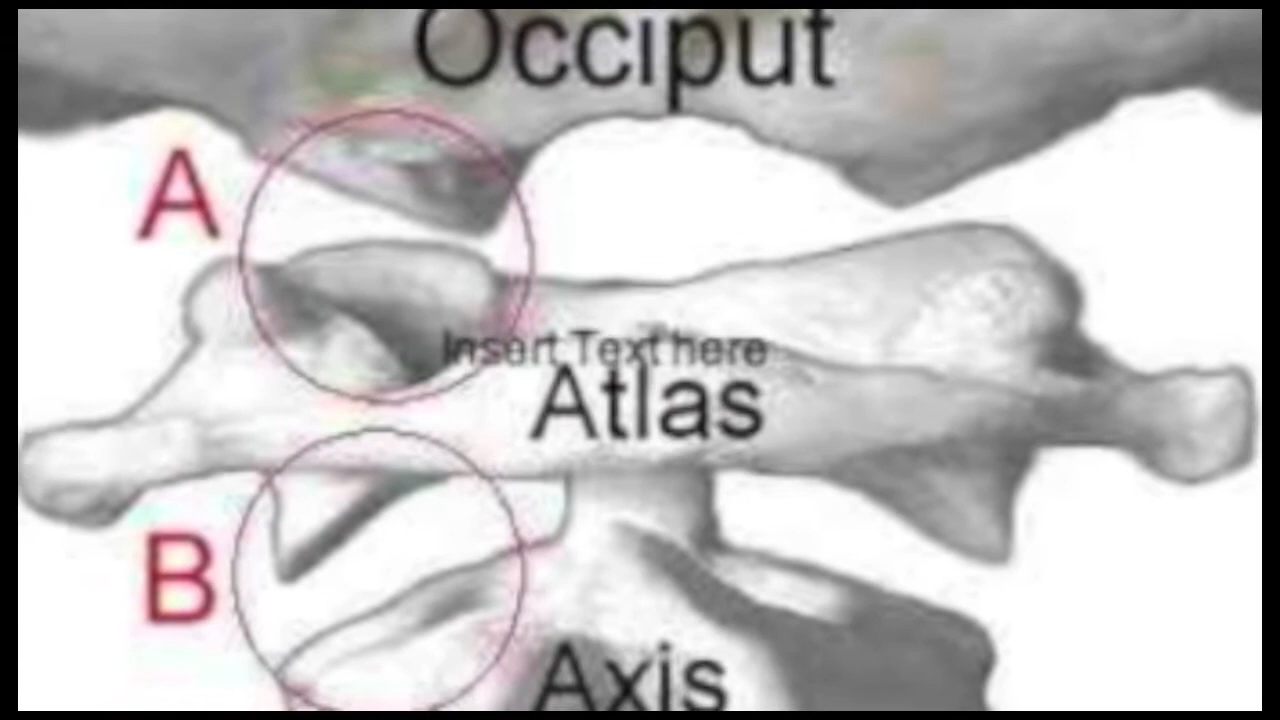 Occiput
A
Insert Text here
Atlas
B
Axis